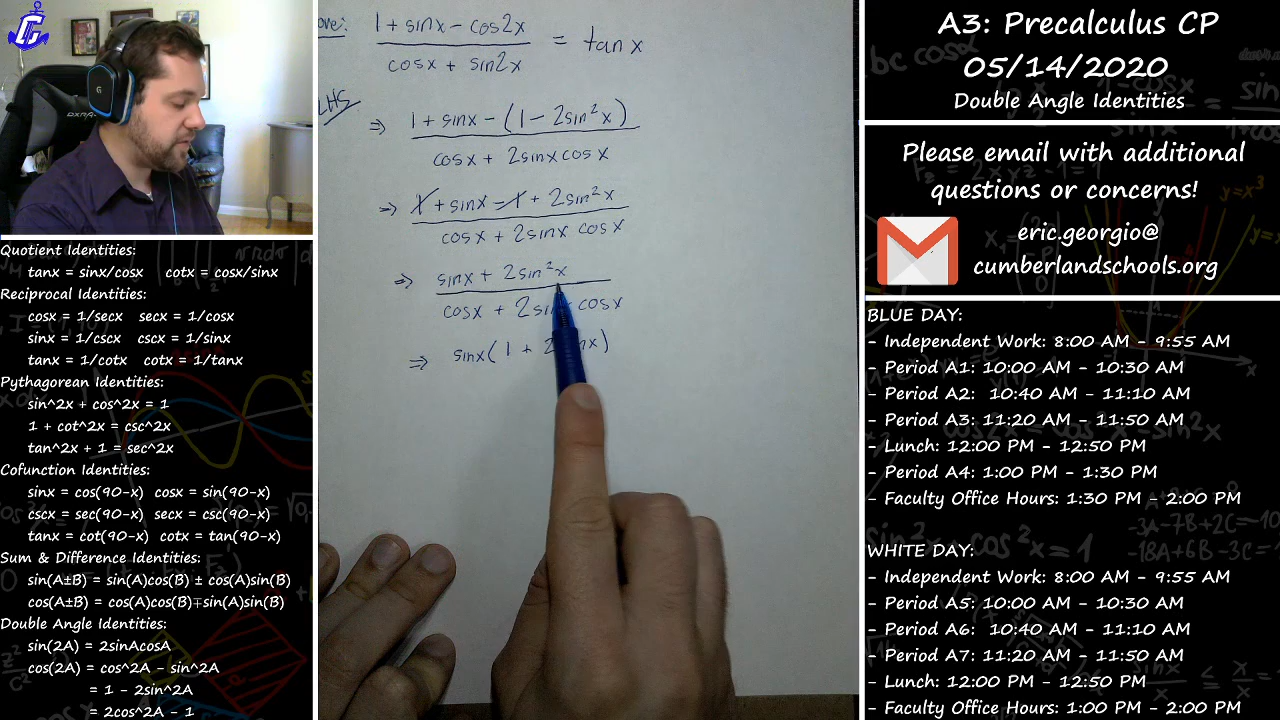 C
Quotient Identities:
tanx = sinx/cosx cotx = cosx/sinx
Reciprocal Identities:
cosx = 1/secx secx = 1/cosx
sinx = 1/cscx cscx = 1/sinx
tanx = 1/cotx cotx = 1/tanx
Pythagorean Identities:
sin^2x + cos^2x = 1
1 + cot^2x = csc^2x
tan^2x + 1 = sec^2x
Cofunction Identities:
sinx = cos(90-x) cosx = sin(90-x)
cscx = sec(90-x) secx = csc(90-x)
tanx = cot(90-x) cotx = tan(90-x)
Sum & Difference Identities:
sin(A±B) = sin(A)cos(B) ± cos(A)sin(B)
cos(A±B) = cos(A)cos(B)∓sin(A)sin(B)
Double Angle Identities:
sin(2A) = 2sinAcosA
cos(2A) = cos^2A - sin^2A
= 1 - 2sin^2A
= 2cos^2A - 1
1 + sinx - cos2x
= tanx
cosx + sin2x
LHS
⇒ 1 + sinx - (1 - 2sin²x)
cosx + 2sinxcosx
⇒ 1 + sinx - 1 + 2sin²x
cosx + 2sinx cosx
⇒ sinx + 2sin²x
cosx + 2sin cosx
⇒ sinx(1 + 2 nx)
A3: Precalculus CP
05/14/2020
Double Angle Identities
Please email with additional
questions or concerns!
eric.georgio@
cumberlandschools.org
BLUE DAY:
- Independent Work: 8:00 AM - 9:55 AM
- Period A1: 10:00 AM - 10:30 AM
- Period A2: 10:40 AM - 11:10 AM
- Period A3: 11:20 AM - 11:50 AM
- Lunch: 12:00 PM - 12:50 PM
- Period A4: 1:00 PM - 1:30 PM
- Faculty Office Hours: 1:30 PM - 2:00 PM
WHITE DAY:
- Independent Work: 8:00 AM - 9:55 AM
- Period A5: 10:00 AM - 10:30 AM
- Period A6: 10:40 AM - 11:10 AM
- Period A7: 11:20 AM - 11:50 AM
- Lunch: 12:00 PM - 12:50 PM
- Faculty Office Hours: 1:00 PM - 2:00 PM